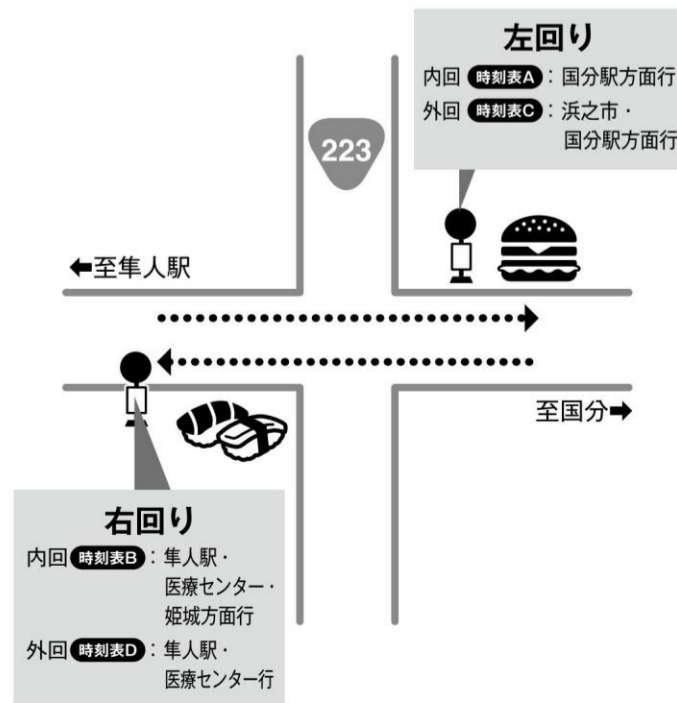 左回り
内回 時刻表A：国分駅方面行
外回 時刻表C：浜之市・
国分駅方面行
223
←至隼人駅
至国分→
右回り
内回 時刻表B：隼人駅・
医療センター・
姫城方面行
外回 時刻表D：隼人駅・
医療センター行